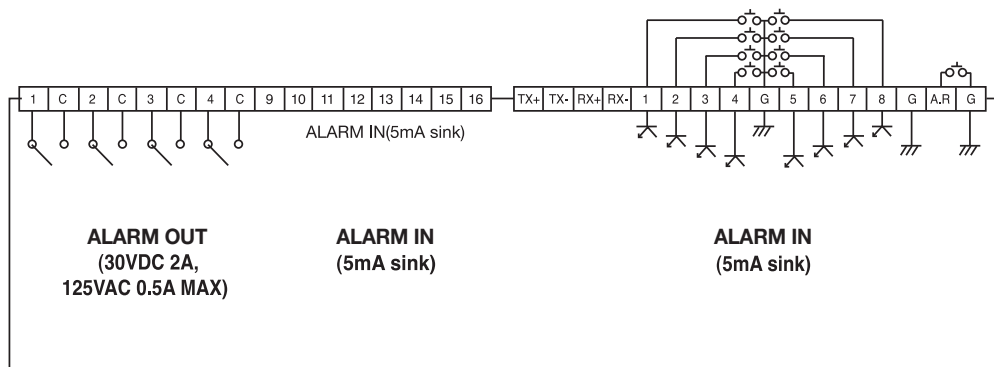 1 C 2 C 3 C 4 C 9 10 11 12 13 14 15 16 TX+ TX- RX+ RX- 1 2 3 4 G 5 6 7 8 G A.R G
ALARM IN(5mA sink)
ALARM OUT
(30VDC 2A,
125VAC 0.5A MAX)
ALARM IN
(5mA sink)
ALARM IN
(5mA sink)